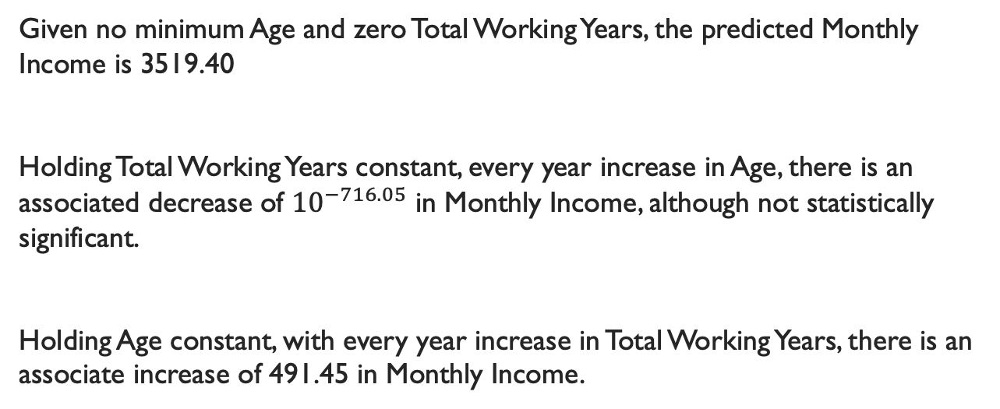 Given no minimum Age and zero Total Working Years, the predicted Monthly
Income is 3519.40
Holding Total Working Years constant, every year increase in Age, there is an
associated decrease of 10⁻⁷¹⁶·⁰⁵ in Monthly Income, although not statistically
significant.
Holding Age constant, with every year increase in Total Working Years, there is an
associate increase of 491.45 in Monthly Income.